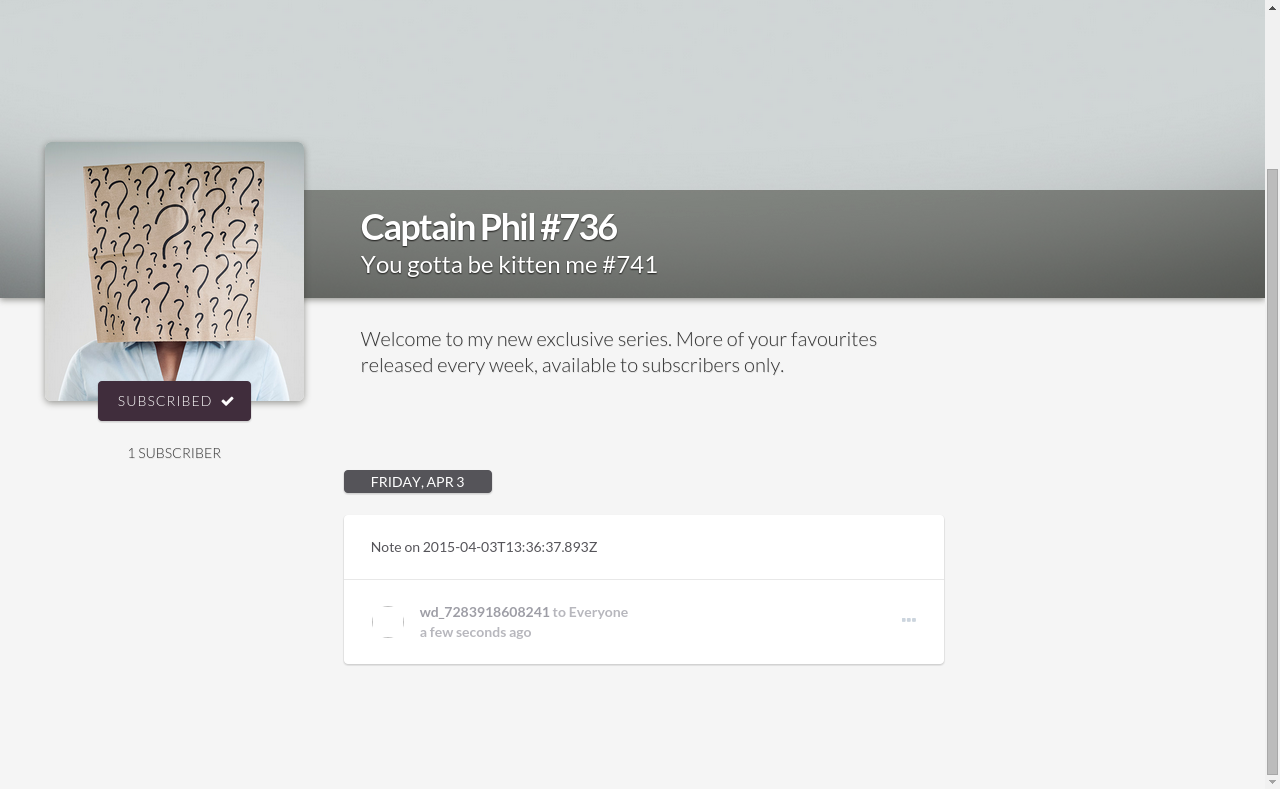 Captain Phil #736
You gotta be kitten me #741
Welcome to my new exclusive series. More of your favourites
released every week, available to subscribers only.
SUBSCRIBED
1 SUBSCRIBER
FRIDAY, APR 3
Note on 2015-04-03T13:36:37.893Z
wd_7283918608241 to Everyone
a few seconds ago